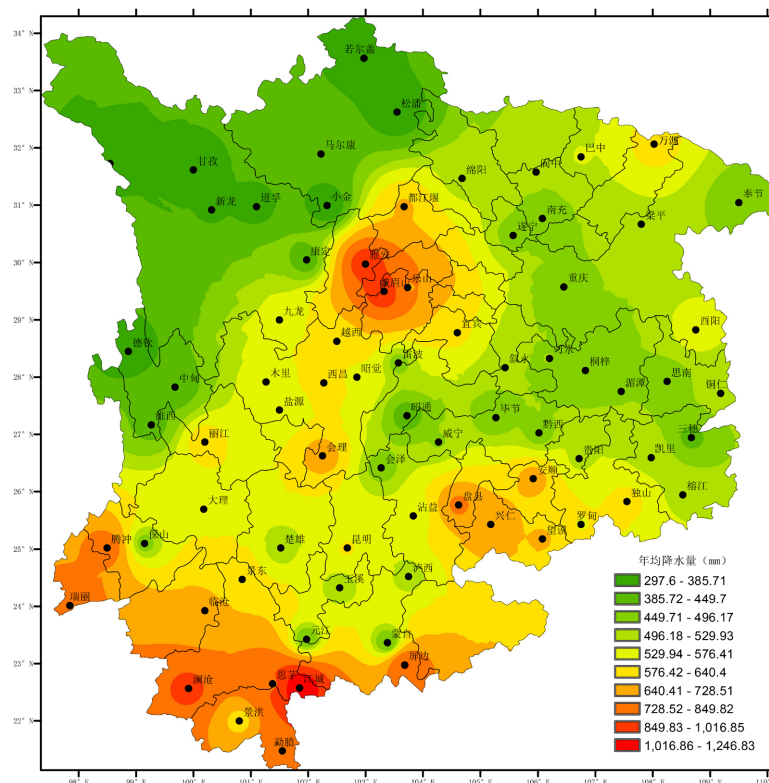 34° N
33° N
32° N
31° N
30° N
29° N
28° N
27° N
26° N
25° N
24° N
23° N
22° N
若尔盖
松潘
马尔康
甘孜
新龙
道孚
小金
康定
都江堰
绵阳
阆中
巴中
万源
奉节
南充
遂宁
梁平
雅安
峨眉山
乐山
重庆
九龙
越西
宜宾
酉阳
德钦
中甸
维西
木里
西昌
昭觉
雷波
叙永
习水
桐梓
思南
湄潭
铜仁
盐源
丽江
会理
昭通
威宁
毕节
黔西
贵阳
凯里
三穗
会泽
安顺
榕江
大理
沾益
盘县
兴仁
望溪
罗甸
独山
腾冲
保山
楚雄
昆明
瑞丽
景东
玉溪
泸西
临沧
元江
蒙自
屏边
澜沧
思茅
江城
景洪
勐腊
年均降水量（mm）
297.6 - 385.71
385.72 - 449.7
449.71 - 496.17
496.18 - 529.93
529.94 - 576.41
576.42 - 640.4
640.41 - 728.51
728.52 - 849.82
849.83 - 1,016.85
1,016.86 - 1,246.83